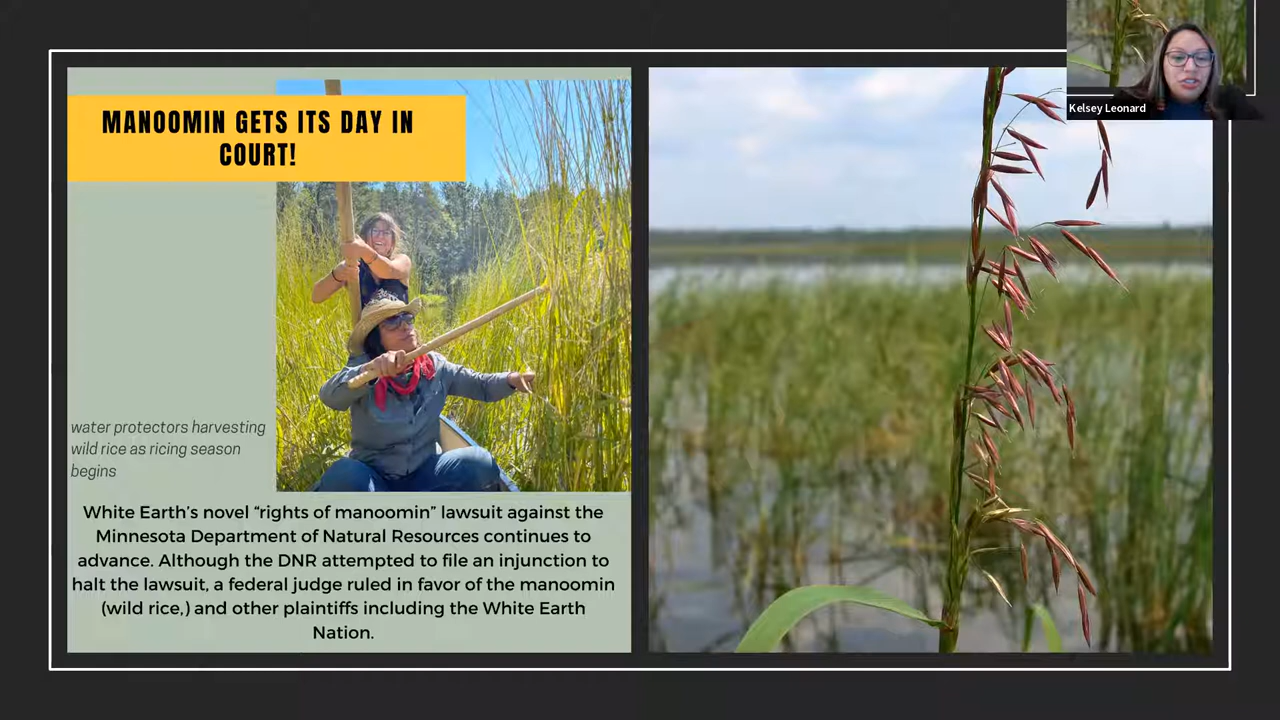 MANOOMIN GETS ITS DAY IN
COURT!
Kelsey Leonard
water protectors harvesting
wild rice as ricing season
begins
White Earth's novel “rights of manoomin” lawsuit against the
Minnesota Department of Natural Resources continues to
advance. Although the DNR attempted to file an injunction to
halt the lawsuit, a federal judge ruled in favor of the manoomin
(wild rice,) and other plaintiffs including the White Earth
Nation.